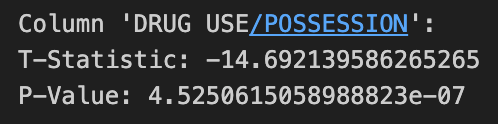 Column 'DRUG USE/POSSESSION':
T-Statistic: -14.692139586265265
P-Value: 4.5250615058988823e-07